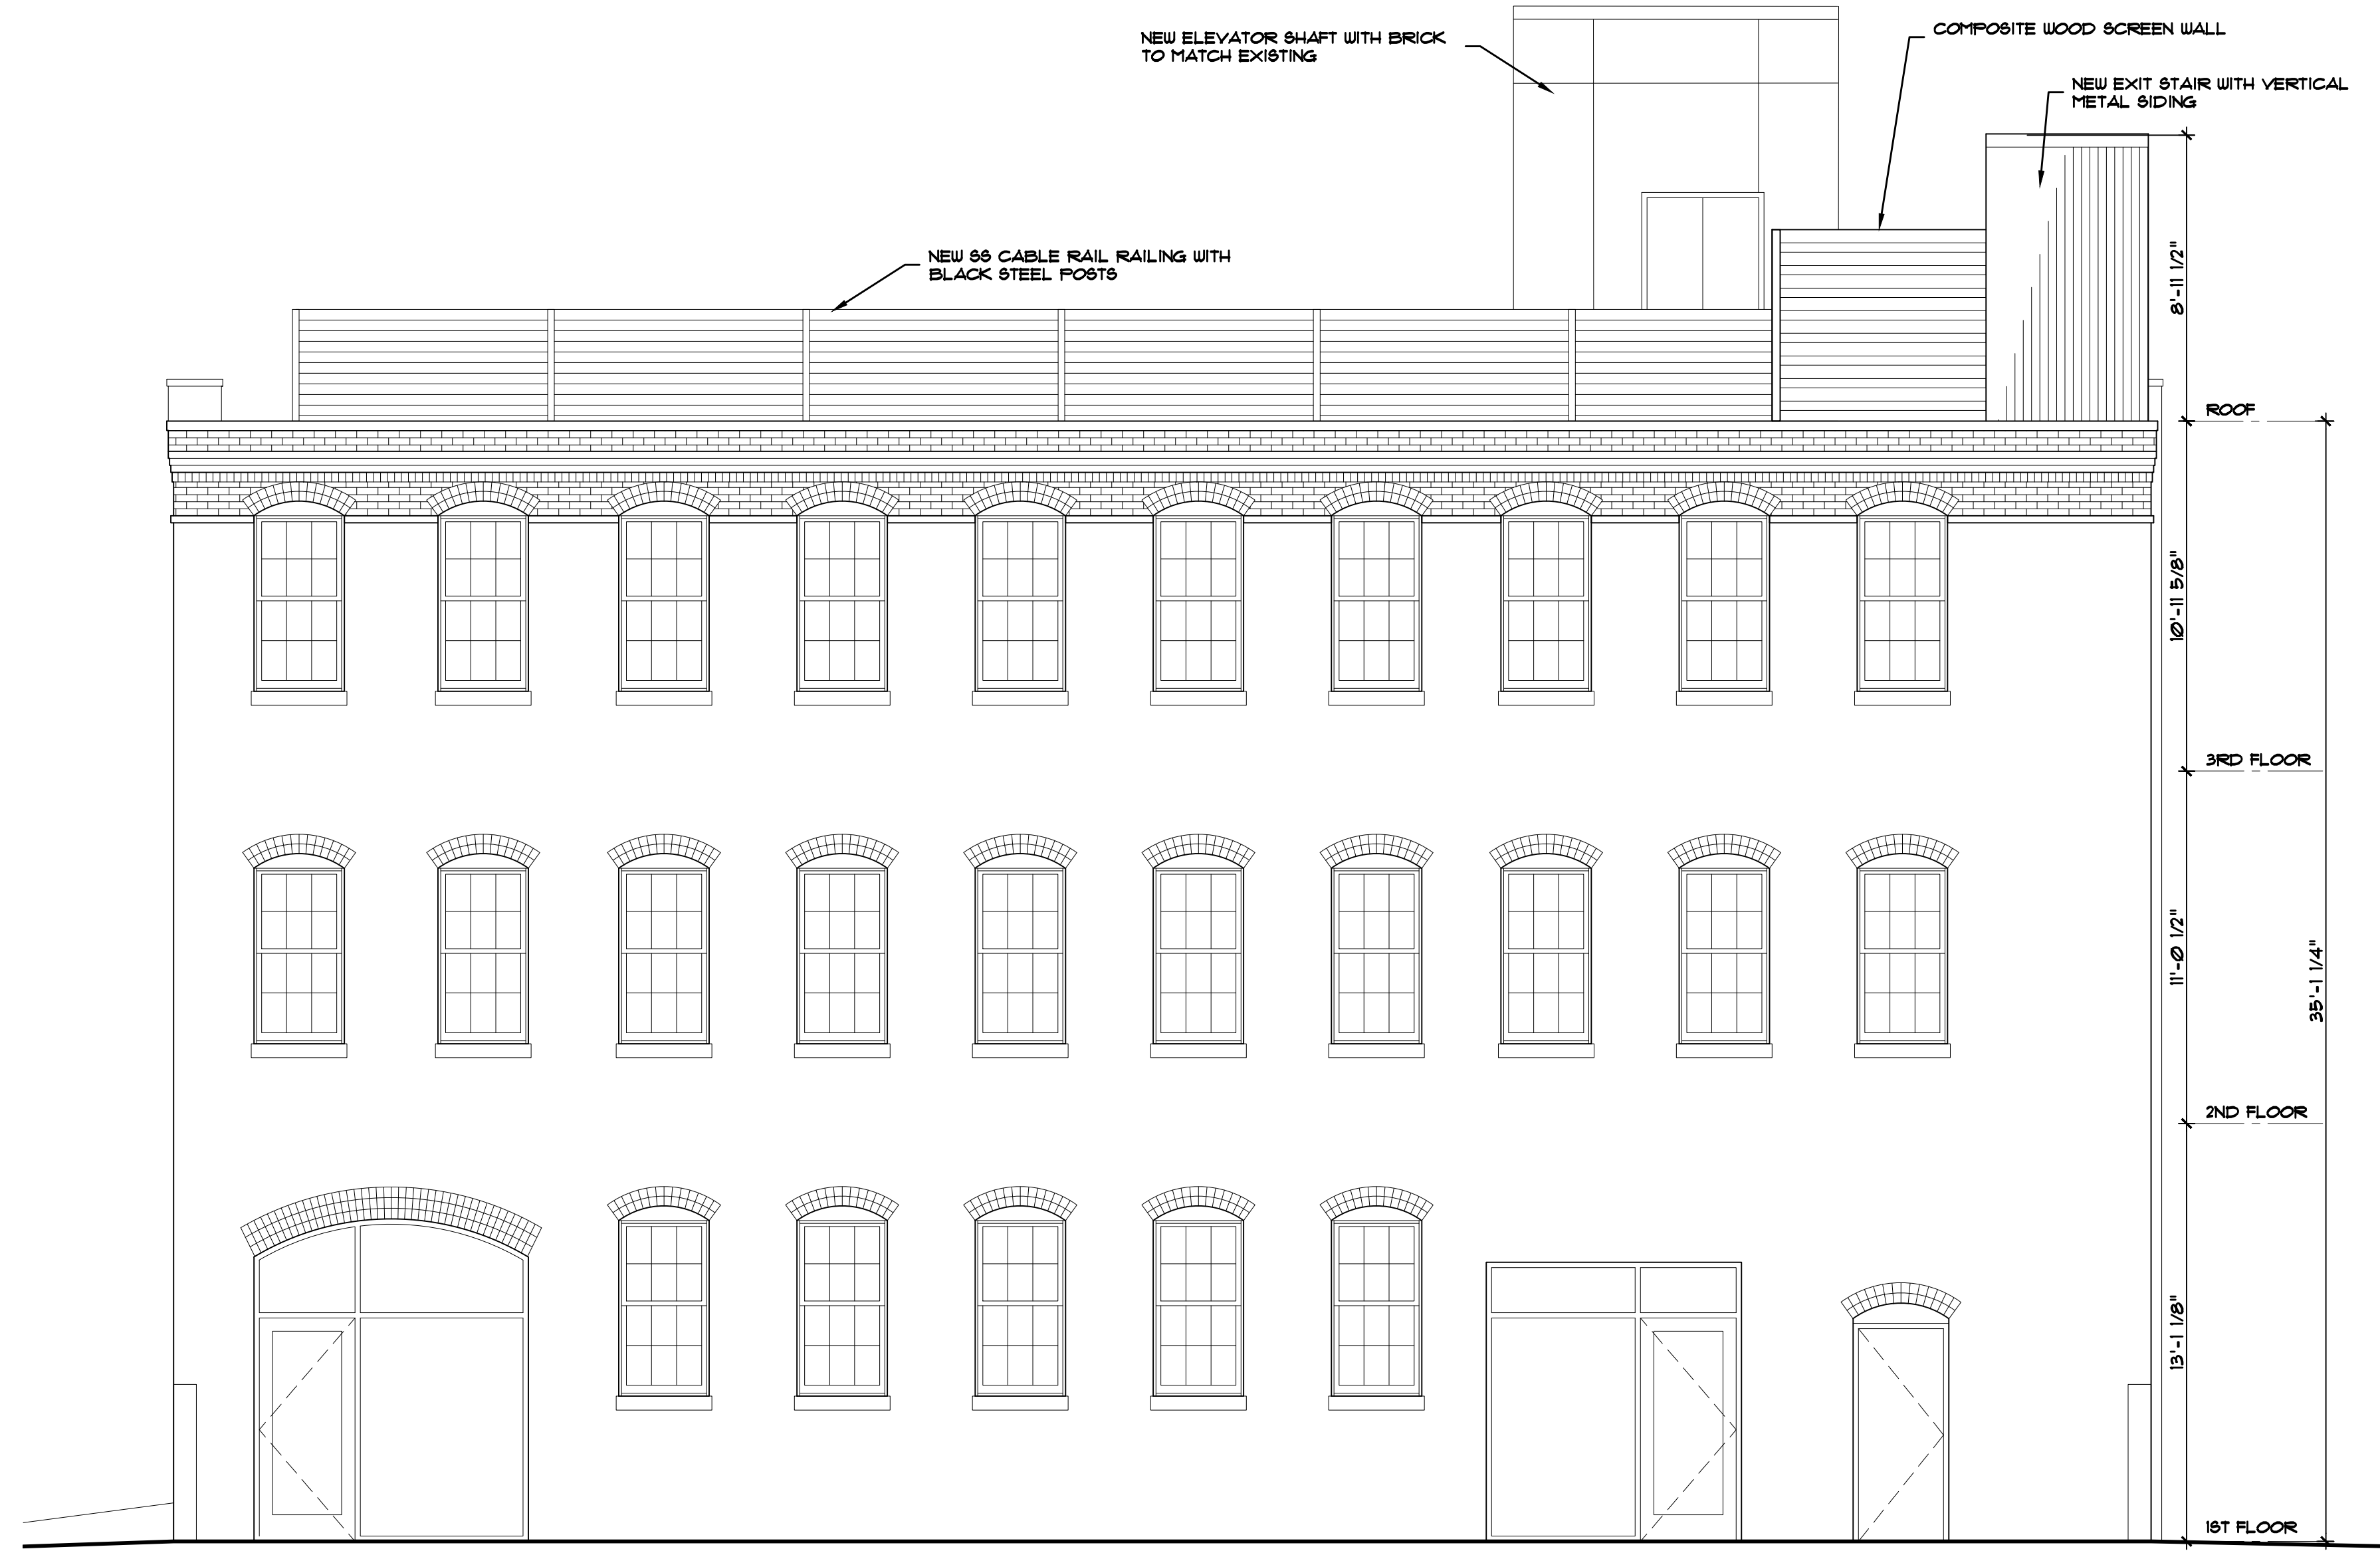 NEW ELEVATOR SHAFT WITH BRICK
TO MATCH EXISTING
COMPOSITE WOOD SCREEN WALL
NEW EXIT STAIR WITH VERTICAL
METAL SIDING
NEW SS CABLE RAIL RAILING WITH
BLACK STEEL POSTS
8'-11 1/2"
ROOF
10'-11 5/8"
3RD FLOOR
11'-0 1/2"
35'-1 1/4"
2ND FLOOR
13'-1 1/8"
1ST FLOOR